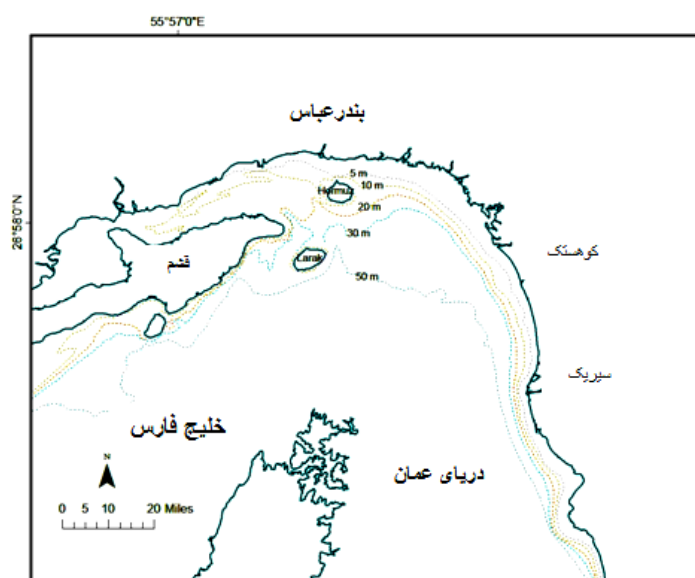 55°57'0"E
بندرعباس
5 m
Hormuz
10 m
20 m
26°58'0"N
30 m
کوهستک
قشم
Larak
50 m
سیریک
خلیج فارس
دریای عمان
N
0 5 10 20 Miles